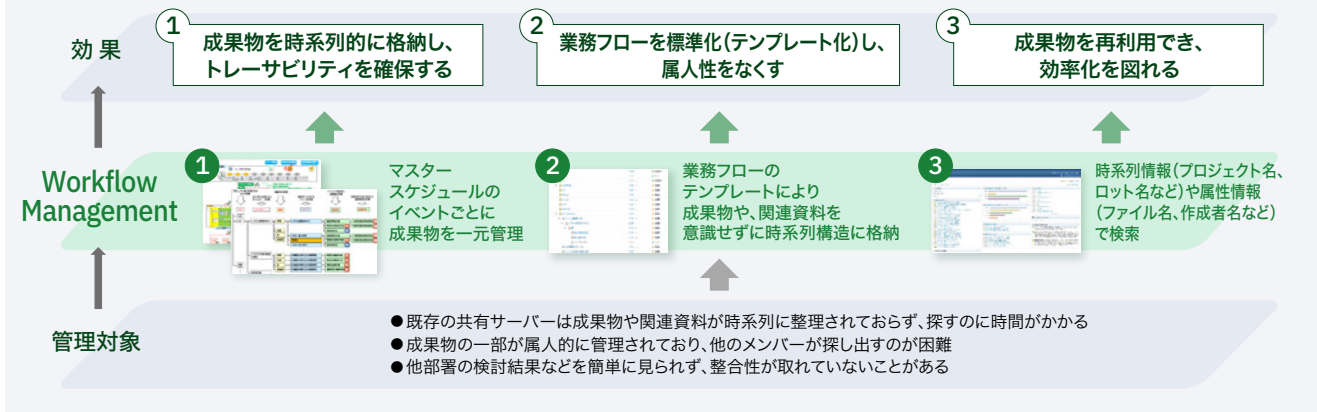 効果
1
成果物を時系列的に格納し、
トレーサビリティを確保する
2
業務フローを標準化(テンプレート化)し、
属人性をなくす
3
成果物を再利用でき、
効率化を図れる
Workflow
Management
1
マスター
スケジュールの
イベントごとに
成果物を一元管理
2
業務フローの
テンプレートにより
成果物や、関連資料を
意識せずに時系列構造に格納
3
時系列情報(プロジェクト名、
ロット名など)や属性情報
(ファイル名、作成者名など)
で検索
管理対象
●既存の共有サーバーは成果物や関連資料が時系列に整理されておらず、探すのに時間がかかる
●成果物の一部が属人的に管理されており、他のメンバーが探し出すのが困難
●他部署の検討結果などを簡単に見られず、整合性が取れていないことがある